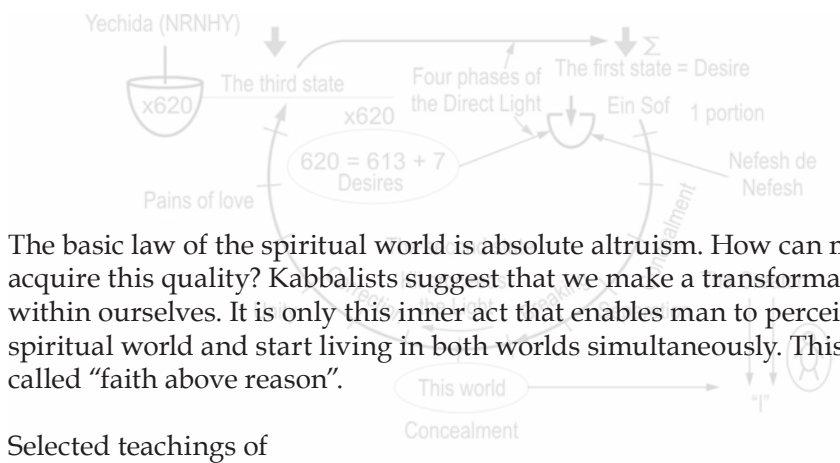 Yechida (NRNHY)
The third state
Four phases of
the Direct Light
The first state = Desire
x620
x620
Ein Sof
1 portion
620 = 613 + 7
Desires
Nefesh de
Nefesh
Pains of love
Concealment
The basic law of the spiritual world is absolute altruism. How can
acquire this quality? Kabbalists suggest that we make a
within ourselves. It is only this inner act that enables man to
spiritual world and start living in both worlds simultaneously. This
called “faith above reason”.
Correction
the Light
This world
"I"
Concealment
Selected teachings of